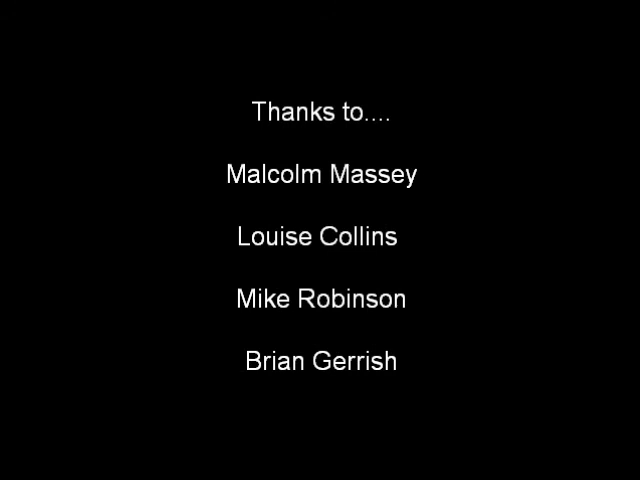 Thanks to....
Malcolm Massey
Louise Collins
Mike Robinson
Brian Gerrish